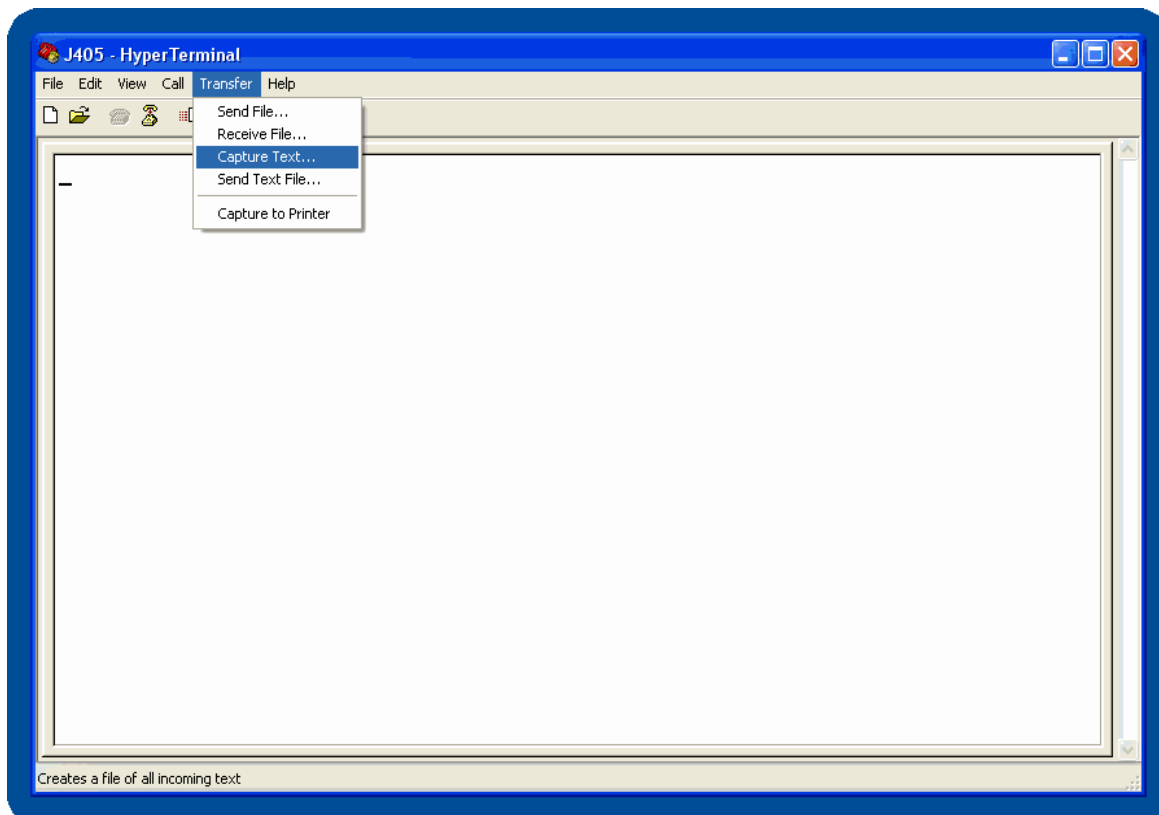 J405 - HyperTerminal
File Edit View Call Transfer Help
Send File...
Receive File...
Capture Text...
Send Text File...
Capture to Printer
Creates a file of all incoming text